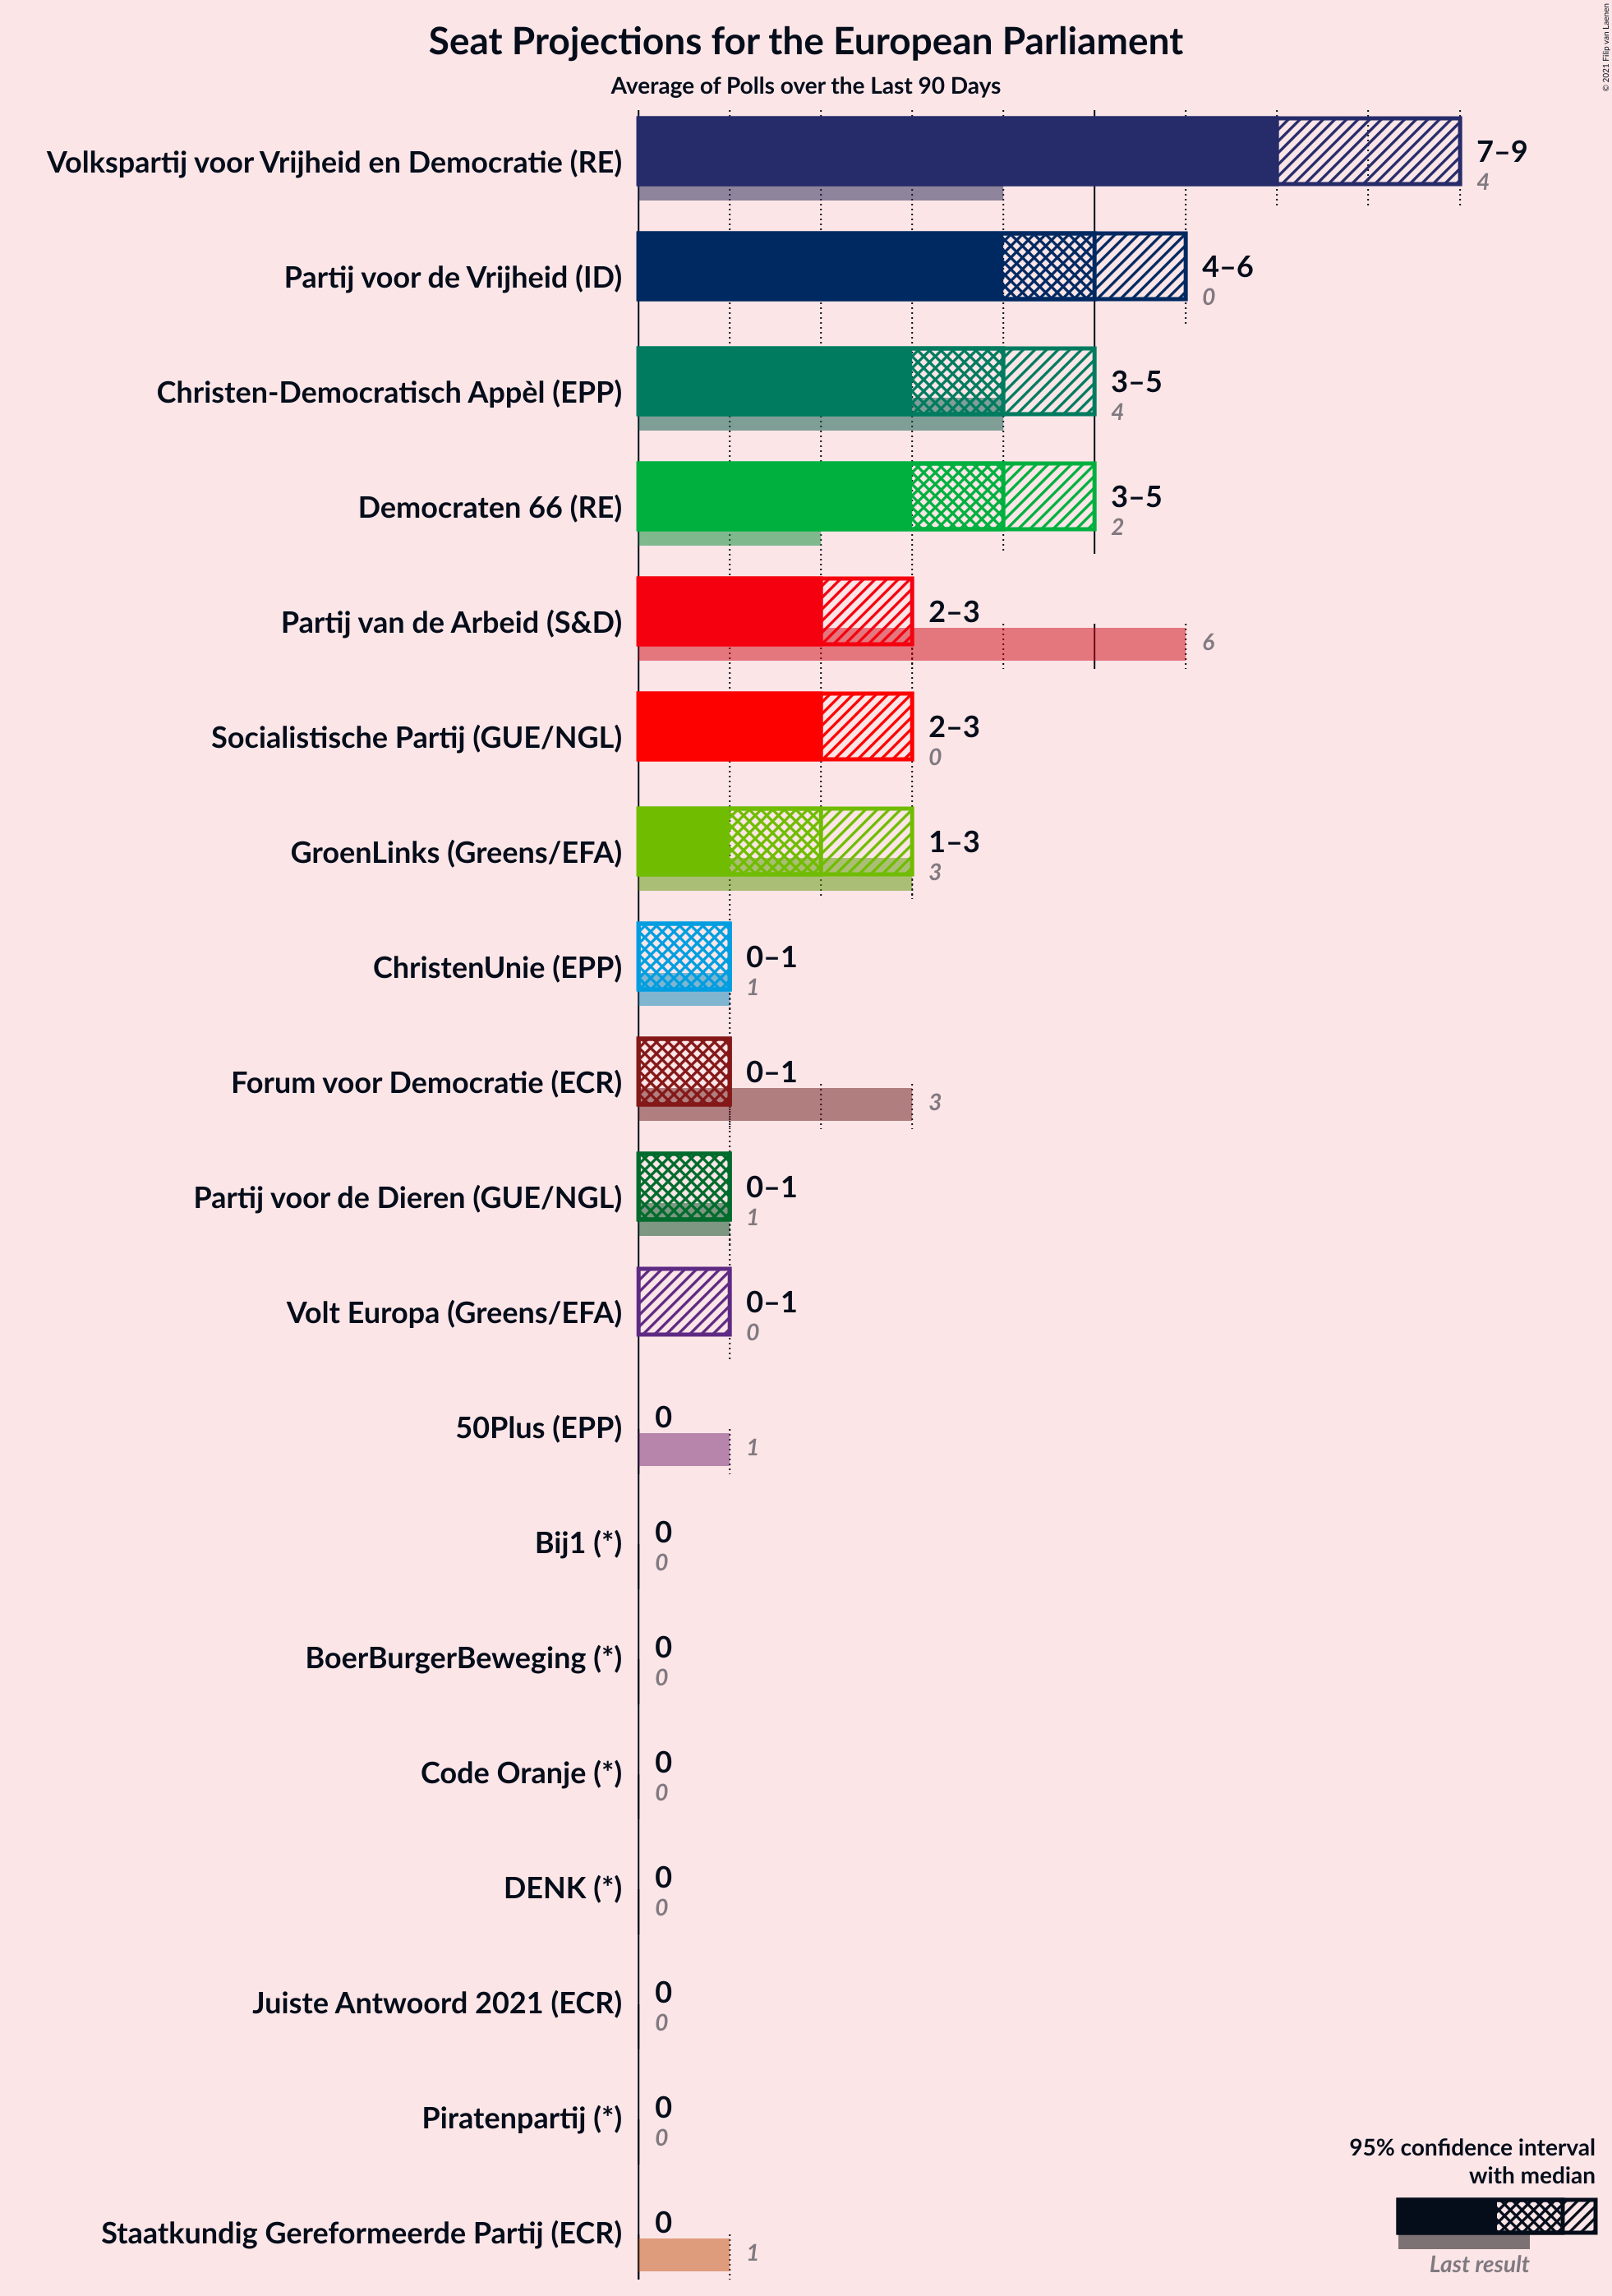 Seat Projections for the European Parliament
Average of Polls over the Last 90 Days
© 2021 Filip van Laenen
Volkspartij voor Vrijheid en Democratie (RE)
7–9
4
Partij voor de Vrijheid (ID)
4–6
0
Christen-Democratisch Appèl (EPP)
3–5
4
Democraten 66 (RE)
3–5
2
Partij van de Arbeid (S&D)
2–3
6
Socialistische Partij (GUE/NGL)
2–3
0
GroenLinks (Greens/EFA)
1–3
3
ChristenUnie (EPP)
0–1
1
Forum voor Democratie (ECR)
0–1
3
Partij voor de Dieren (GUE/NGL)
0–1
1
Volt Europa (Greens/EFA)
0–1
0
50Plus (EPP)
0
1
Bij1 (*)
0
0
BoerBurgerBeweging (*)
0
0
Code Oranje (*)
0
0
DENK (*)
0
0
Juiste Antwoord 2021 (ECR)
0
0
Piratenpartij (*)
0
0
Staatkundig Gereformeerde Partij (ECR)
0
1
95% confidence interval
with median
Last result